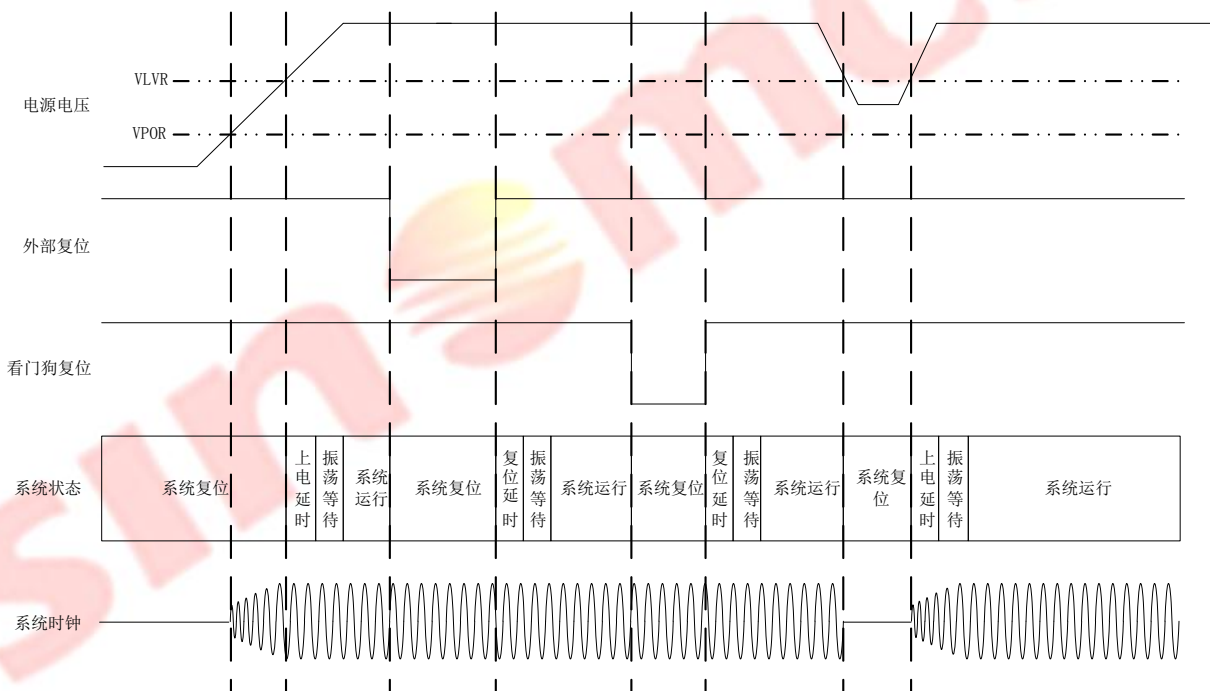 VLVR
电源电压
VPOR
外部复位
看门狗复位
系统状态
系统复位
上电延时
振荡等待
系统
运行
系统复位
复位延时
振荡等待
系统运行
系统复位
复位延时
振荡等待
系统运行
系统复
位
上电延时
振荡等待
系统运行
系统时钟
sinomc